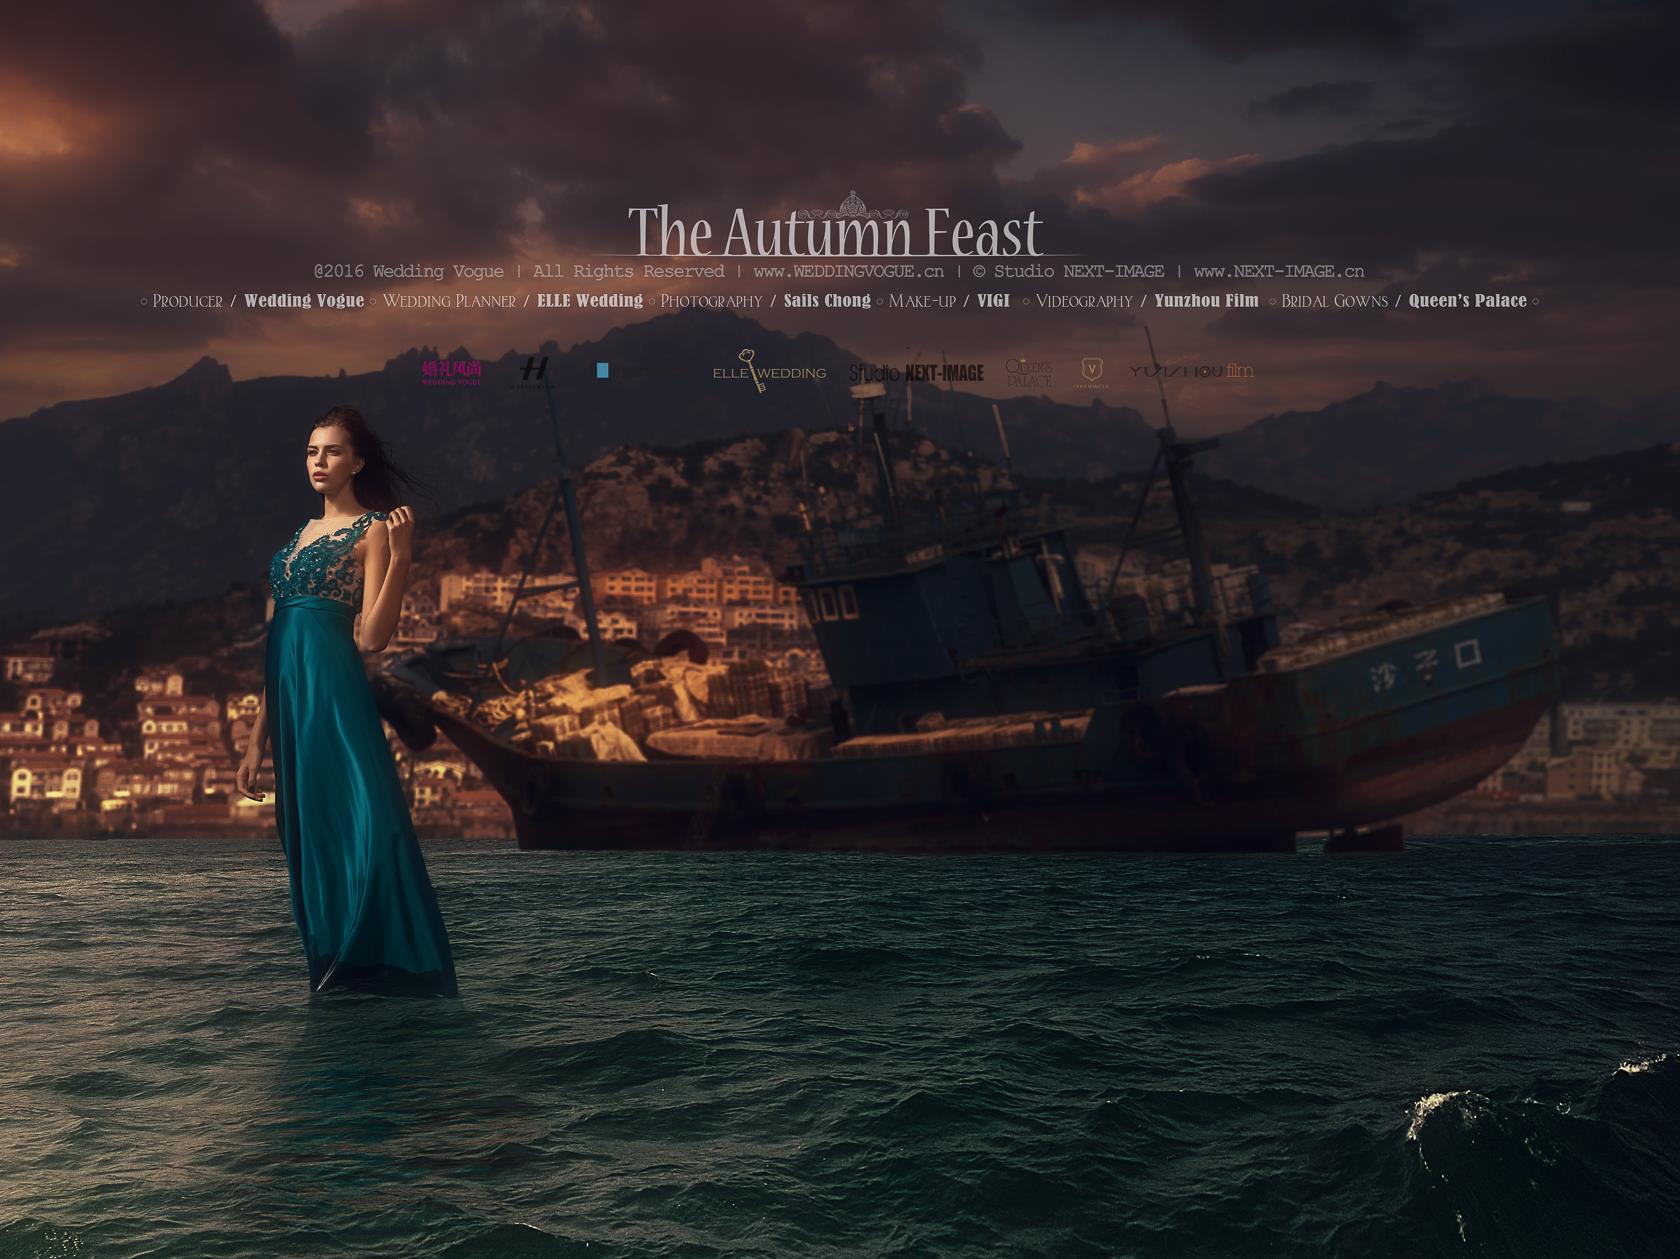 The Autumn Feast
@2016 Wedding Vogue | All Rights Reserved | www.WEDDINGVOGUE.cn | © Studio NEXT-IMAGE | www.NEXT-IMAGE.cn
○ PRODUCER / Wedding Vogue ○ WEDDING PLANNER / ELLE Wedding ○ PHOTOGRAPHY / Sails Chong ○ MAKE-UP / VIGI ○ VIDEOGRAPHY / Yunzhou Film ○ BRIDAL GOWNS / Queen's Palace ○
婚礼风尚 H ELLE WEDDING Studio NEXT-IMAGE QUEEN'S PALACE V YUNZHOU film
WEDDING VOGUE
沙子口